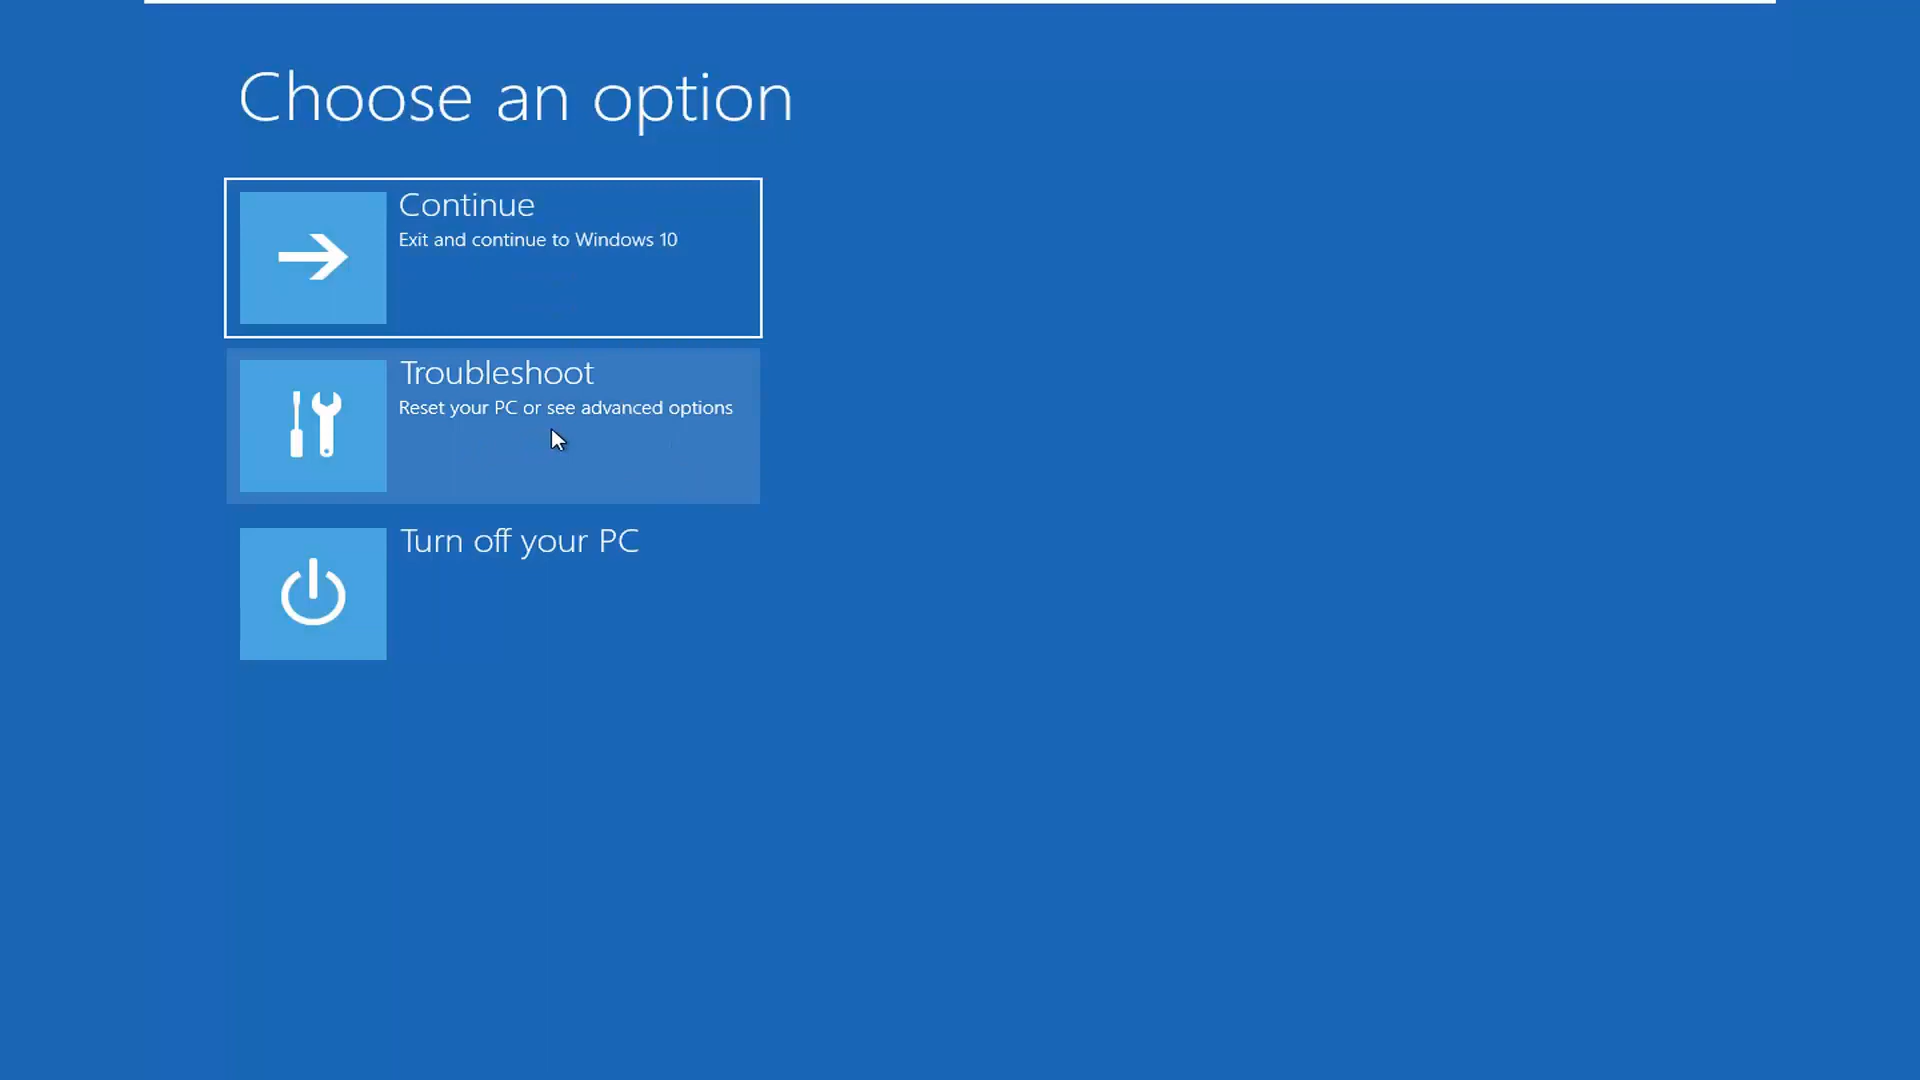 Choose an option
Continue
Exit and continue to Windows 10
Troubleshoot
Reset your PC or see advanced options
Turn off your PC